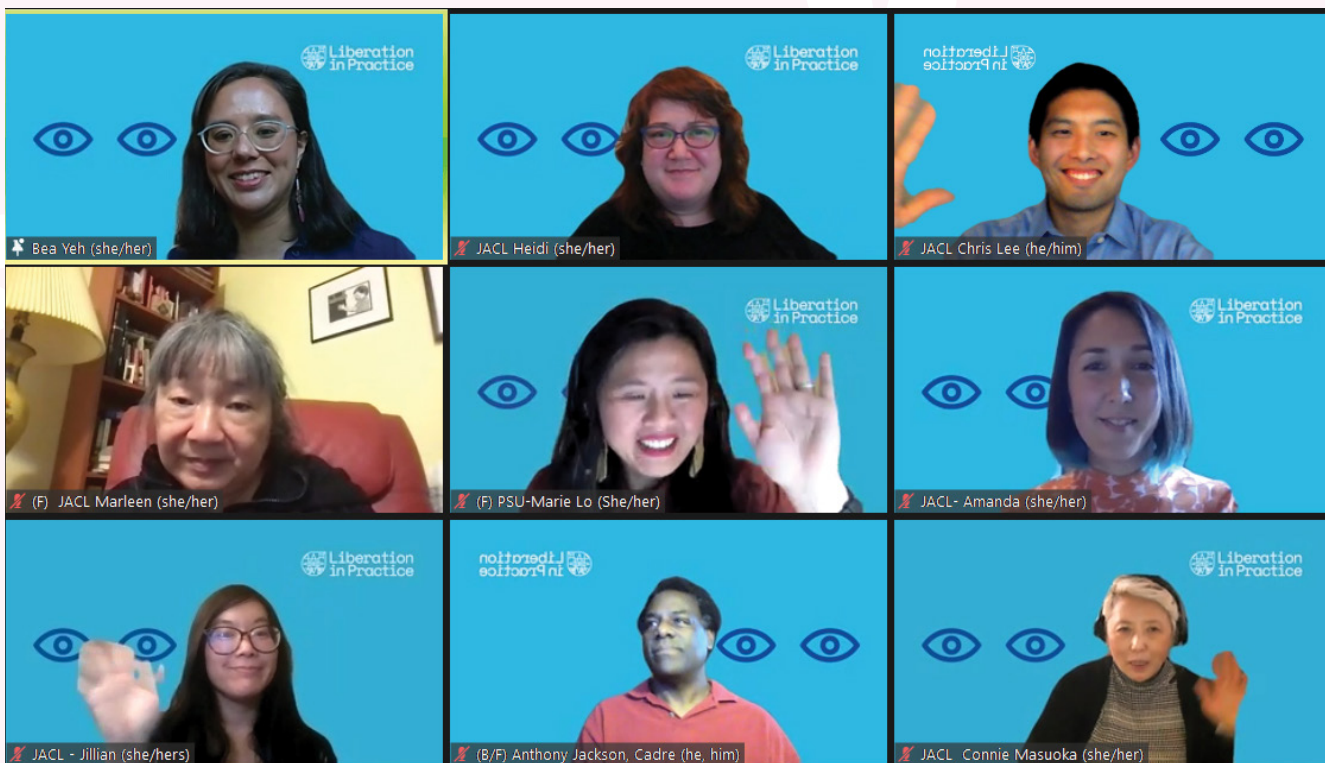 Liberation
in Practice
Bea Yeh (she/her)
Liberation
in Practice
JACL Heidi (she/her)
Liberation
in Practice
JACL Chris Lee (he/him)
(F) JACL Marleen (she/her)
Liberation
in Practice
(F) PSU-Marie Lo (She/her)
Liberation
in Practice
JACL- Amanda (she/her)
Liberation
in Practice
JACL - Jillian (she/hers)
Liberation
in Practice
(B/F) Anthony Jackson, Cadre (he, him)
Liberation
in Practice
JACL Connie Masuoka (she/her)